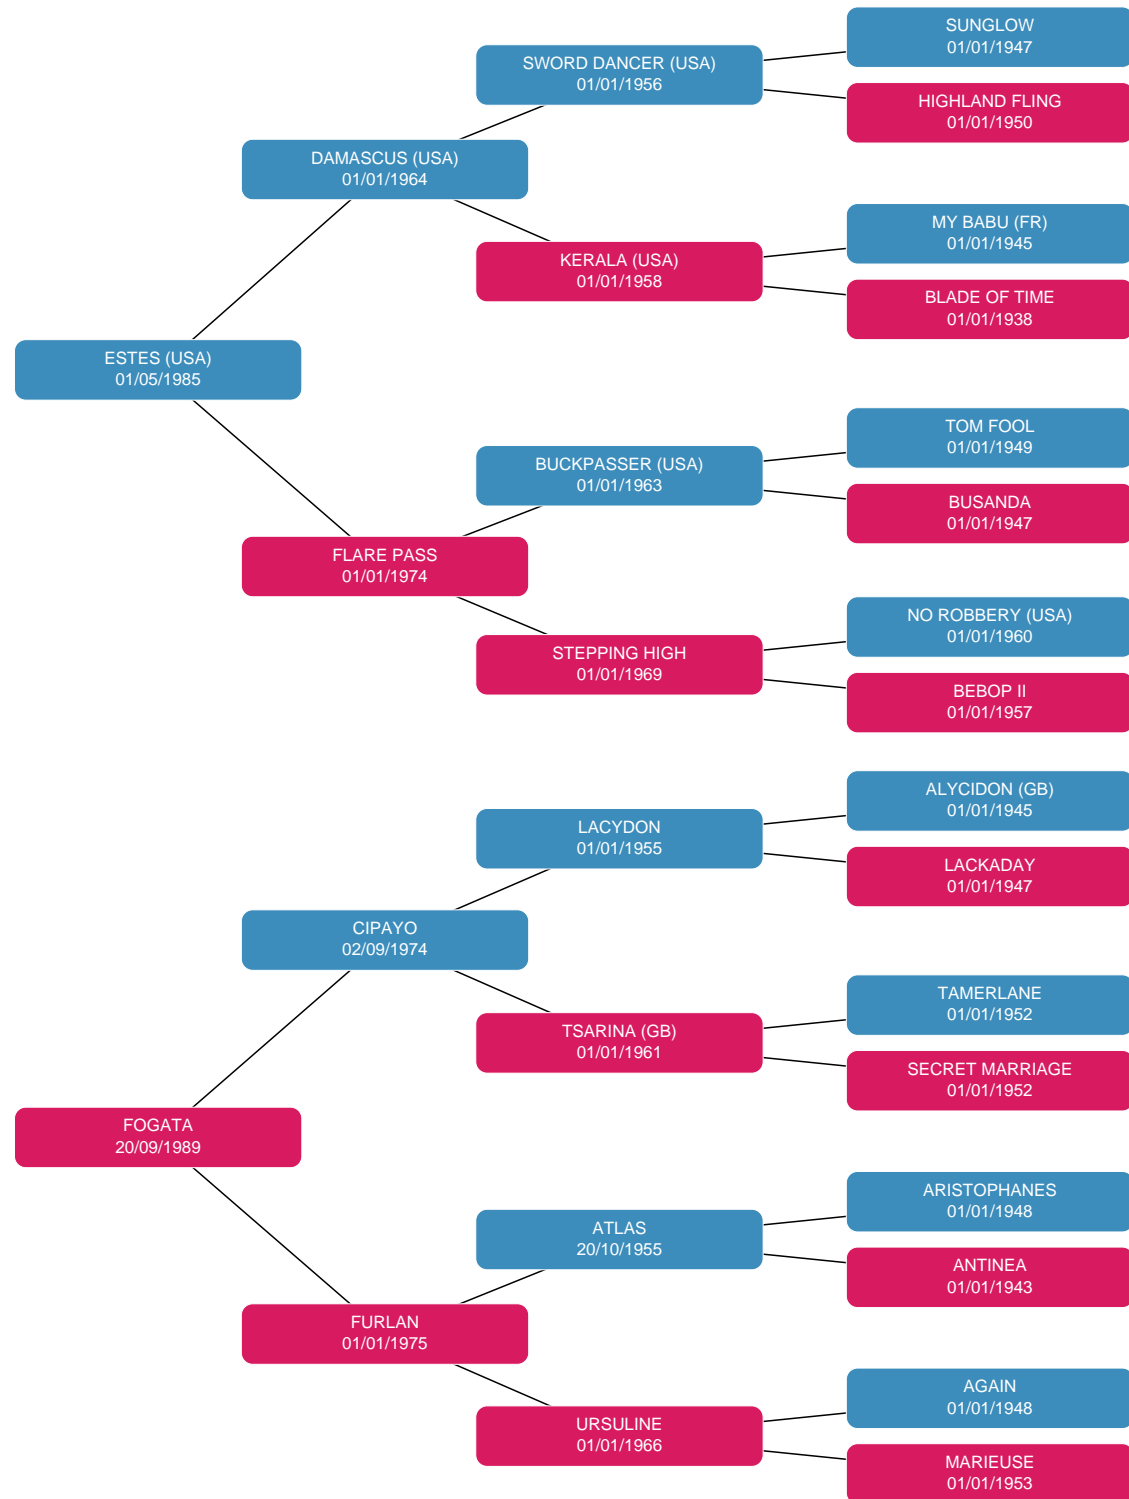 SUNGLOW
01/01/1947
SWORD DANCER (USA)
01/01/1956
HIGHLAND FLING
01/01/1950
DAMASCUS (USA)
01/01/1964
MY BABU (FR)
01/01/1945
KERALA (USA)
01/01/1958
BLADE OF TIME
01/01/1938
ESTES (USA)
01/05/1985
TOM FOOL
01/01/1949
BUCKPASSER (USA)
01/01/1963
BUSANDA
01/01/1947
FLARE PASS
01/01/1974
NO ROBBERY (USA)
01/01/1960
STEPPING HIGH
01/01/1969
BEBOP II
01/01/1957
ALYCIDON (GB)
01/01/1945
LACYDON
01/01/1955
LACKADAY
01/01/1947
CIPAYO
02/09/1974
TAMERLANE
01/01/1952
TSARINA (GB)
01/01/1961
SECRET MARRIAGE
01/01/1952
FOGATA
20/09/1989
ARISTOPHANES
01/01/1948
ATLAS
20/10/1955
ANTINEA
01/01/1943
FURLAN
01/01/1975
AGAIN
01/01/1948
URSULINE
01/01/1966
MARIEUSE
01/01/1953